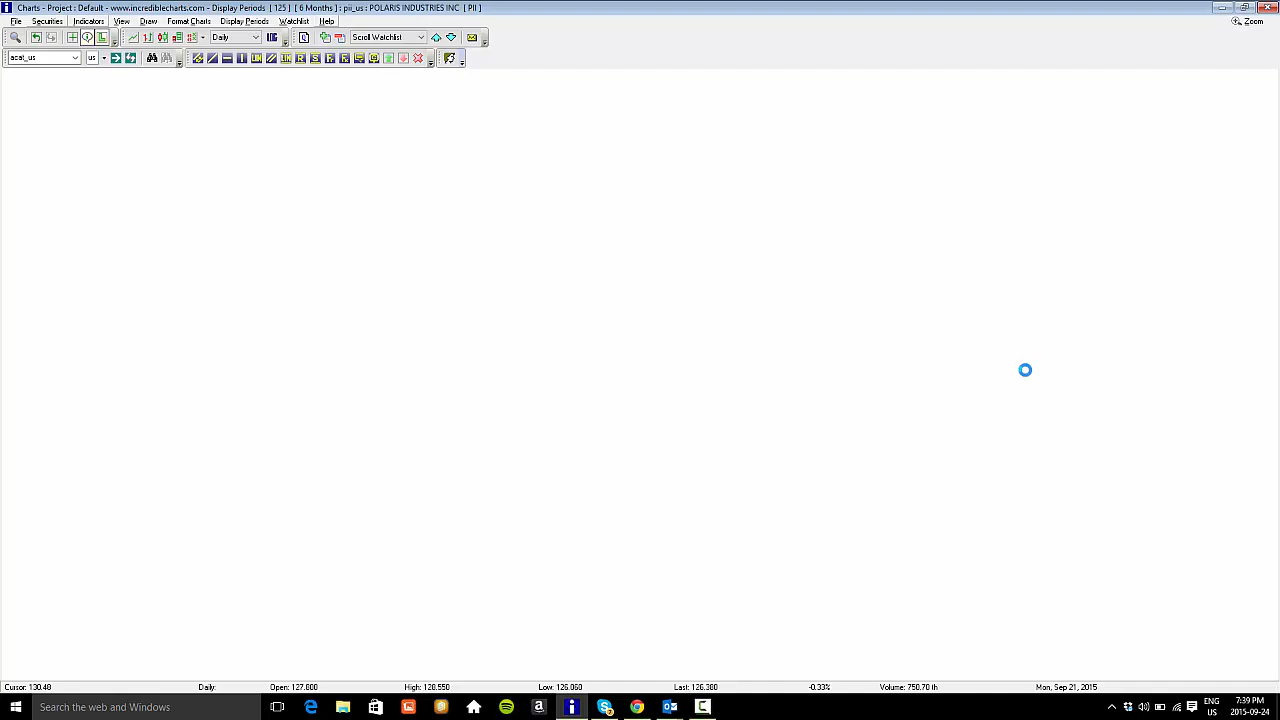 Charts - Project : Default - www.incrediblecharts.com - Display Periods [ 125 ] [ 6 Months ] : pii_us : POLARIS INDUSTRIES INC [ PII ]
File Securities Indicators View Draw Format Charts Display Periods Watchlist Help Zoom
Daily Scroll Watchlist
acat_us us
Cursor: 130.48 Daily: Open: 127.800 High: 128.550 Low: 126.060 Last: 126.380 -0.33% Volume: 750.70 th Mon, Sep 21, 2015
Search the web and Windows
ENG 7:39 PM
US 2015-09-24